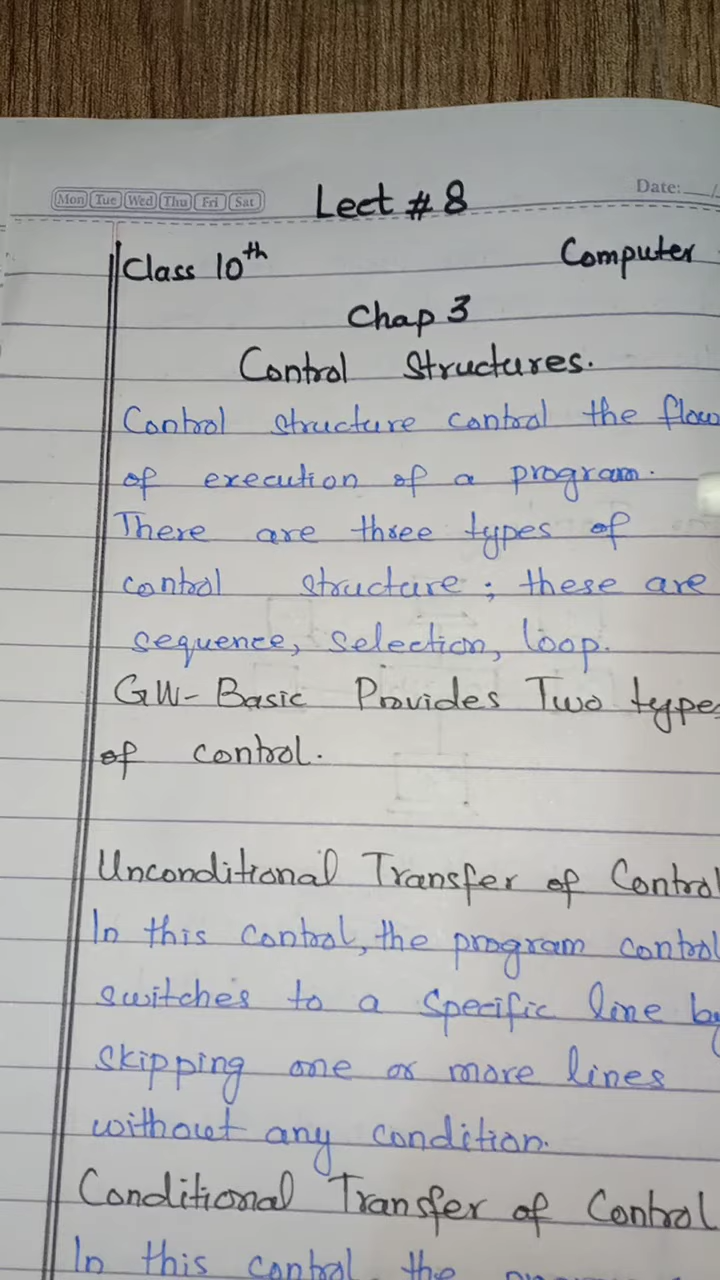 Mon Tue Wed Thu Fri Sat
Lect # 8
Date:
Class 10th
Computer
Chap 3
Control Structures.
Control structure control the flow
of execution of a program.
There are three types of
control structure ; these are
sequence, selection, loop.
GW-Basic Provides Two type
of control.
Unconditional Transfer of Control
In this control, the program control
switches to a specific line by
skipping one or more lines
without any condition.
Conditional Transfer of Control
In this control the